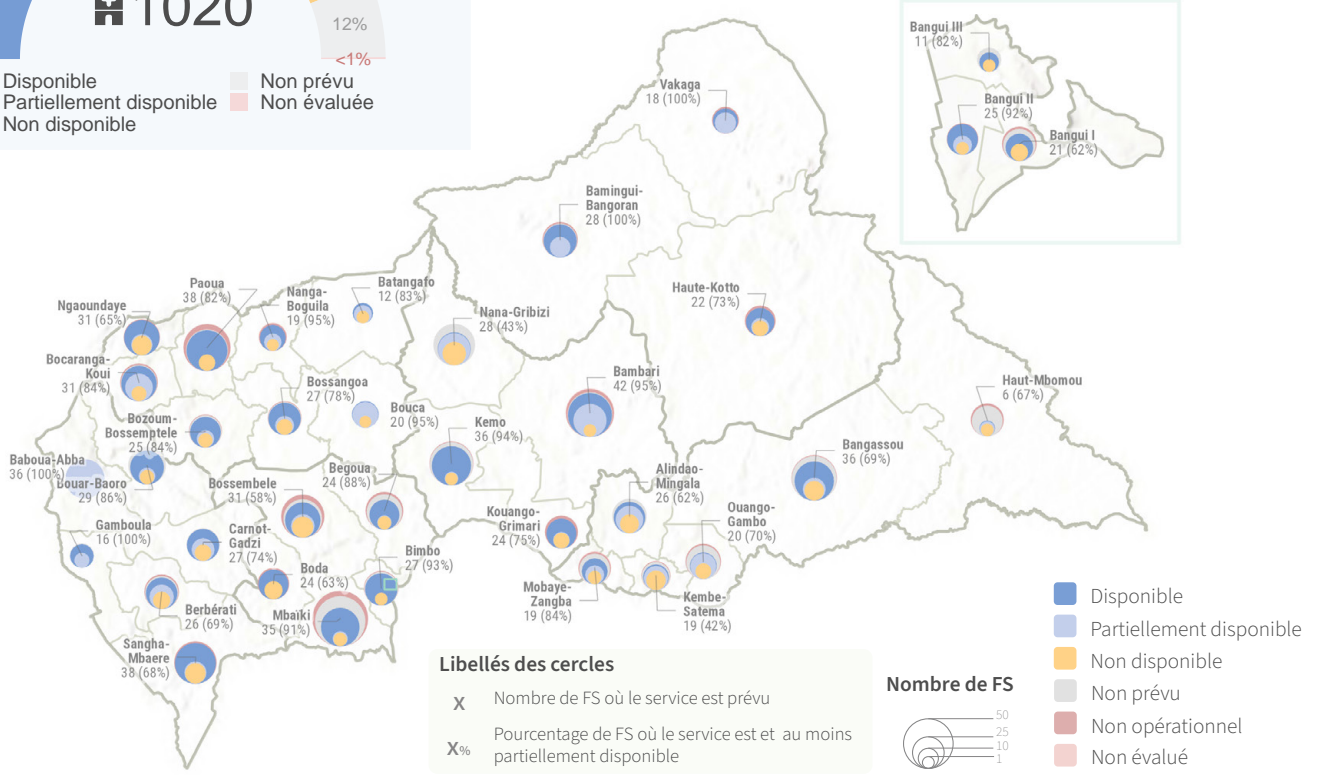 1020
12%
<1%
Disponible
Non prévu
Partiellement disponible
Non évaluée
Non disponible
Vakaga
18 (100%)
Bangui III
11 (82%)
Bangui II
25 (92%)
Bangui I
21 (62%)
Bamingui-
Bangoran
28 (100%)
Haute-Kotto
22 (73%)
Ngaoundaye
31 (65%)
Paoua
38 (82%)
Nanga-
Boguila
19 (95%)
Batangafo
12 (83%)
Nana-Gribizi
28 (43%)
Bocaranga-
Koui
31 (84%)
Bossangoa
27 (78%)
Bouca
20 (95%)
Bambari
42 (95%)
Haut-Mbomou
6 (67%)
Bozoum-
Bossemptele
25 (84%)
Kemo
36 (94%)
Bangassou
36 (69%)
Baboua-Abba
36 (100%)
Bouar-Baoro
29 (86%)
Bossembele
31 (58%)
Begoua
24 (88%)
Alindao-
Mingala
26 (62%)
Kouango-
Grimari
24 (75%)
Ouango-
Gambo
20 (70%)
Gamboula
16 (100%)
Carnot-
Gadzi
27 (74%)
Boda
24 (63%)
Bimbo
27 (93%)
Berbérati
26 (69%)
Mbaïki
35 (91%)
Mobaye-
Zangba
19 (84%)
Kembe-
Satema
19 (42%)
Sangha-
Mbaere
38 (68%)
Libellés des cercles
X Nombre de FS où le service est prévu
X% Pourcentage de FS où le service est et au moins
partiellement disponible
Nombre de FS
50
25
10
1
Disponible
Partiellement disponible
Non disponible
Non prévu
Non opérationnel
Non évalué